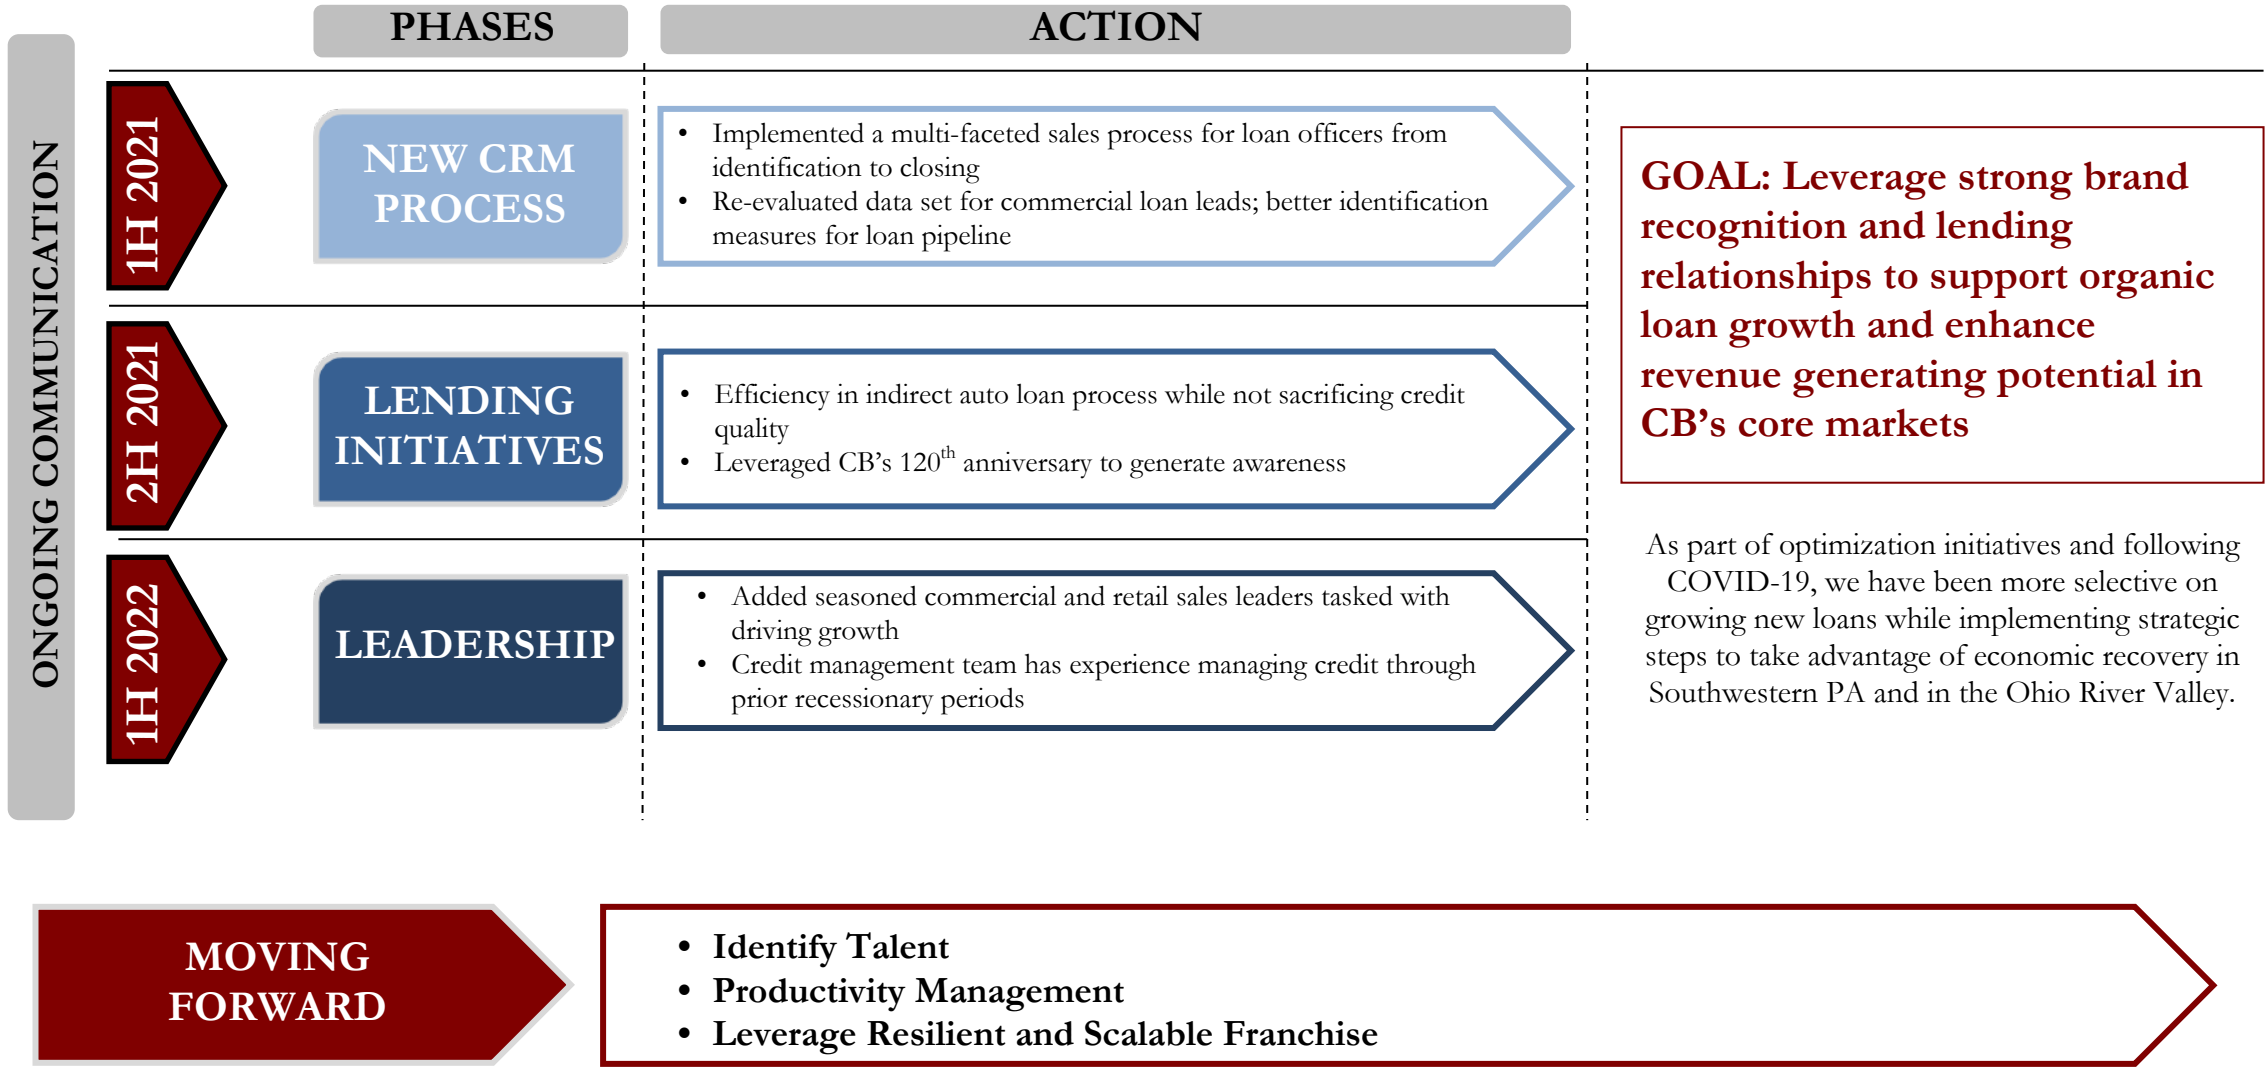 PHASES
ACTION
ONGOING COMMUNICATION
1H 2021
NEW CRM
PROCESS
• Implemented a multi-faceted sales process for loan officers from
identification to closing
• Re-evaluated data set for commercial loan leads; better identification
measures for loan pipeline
2H 2021
LENDING
INITIATIVES
• Efficiency in indirect auto loan process while not sacrificing credit
quality
• Leveraged CB’s 120th anniversary to generate awareness
1H 2022
LEADERSHIP
• Added seasoned commercial and retail sales leaders tasked with
driving growth
• Credit management team has experience managing credit through
prior recessionary periods
GOAL: Leverage strong brand
recognition and lending
relationships to support organic
loan growth and enhance
revenue generating potential in
CB’s core markets
As part of optimization initiatives and following
COVID-19, we have been more selective on
growing new loans while implementing strategic
steps to take advantage of economic recovery in
Southwestern PA and in the Ohio River Valley.
MOVING
FORWARD
• Identify Talent
• Productivity Management
• Leverage Resilient and Scalable Franchise